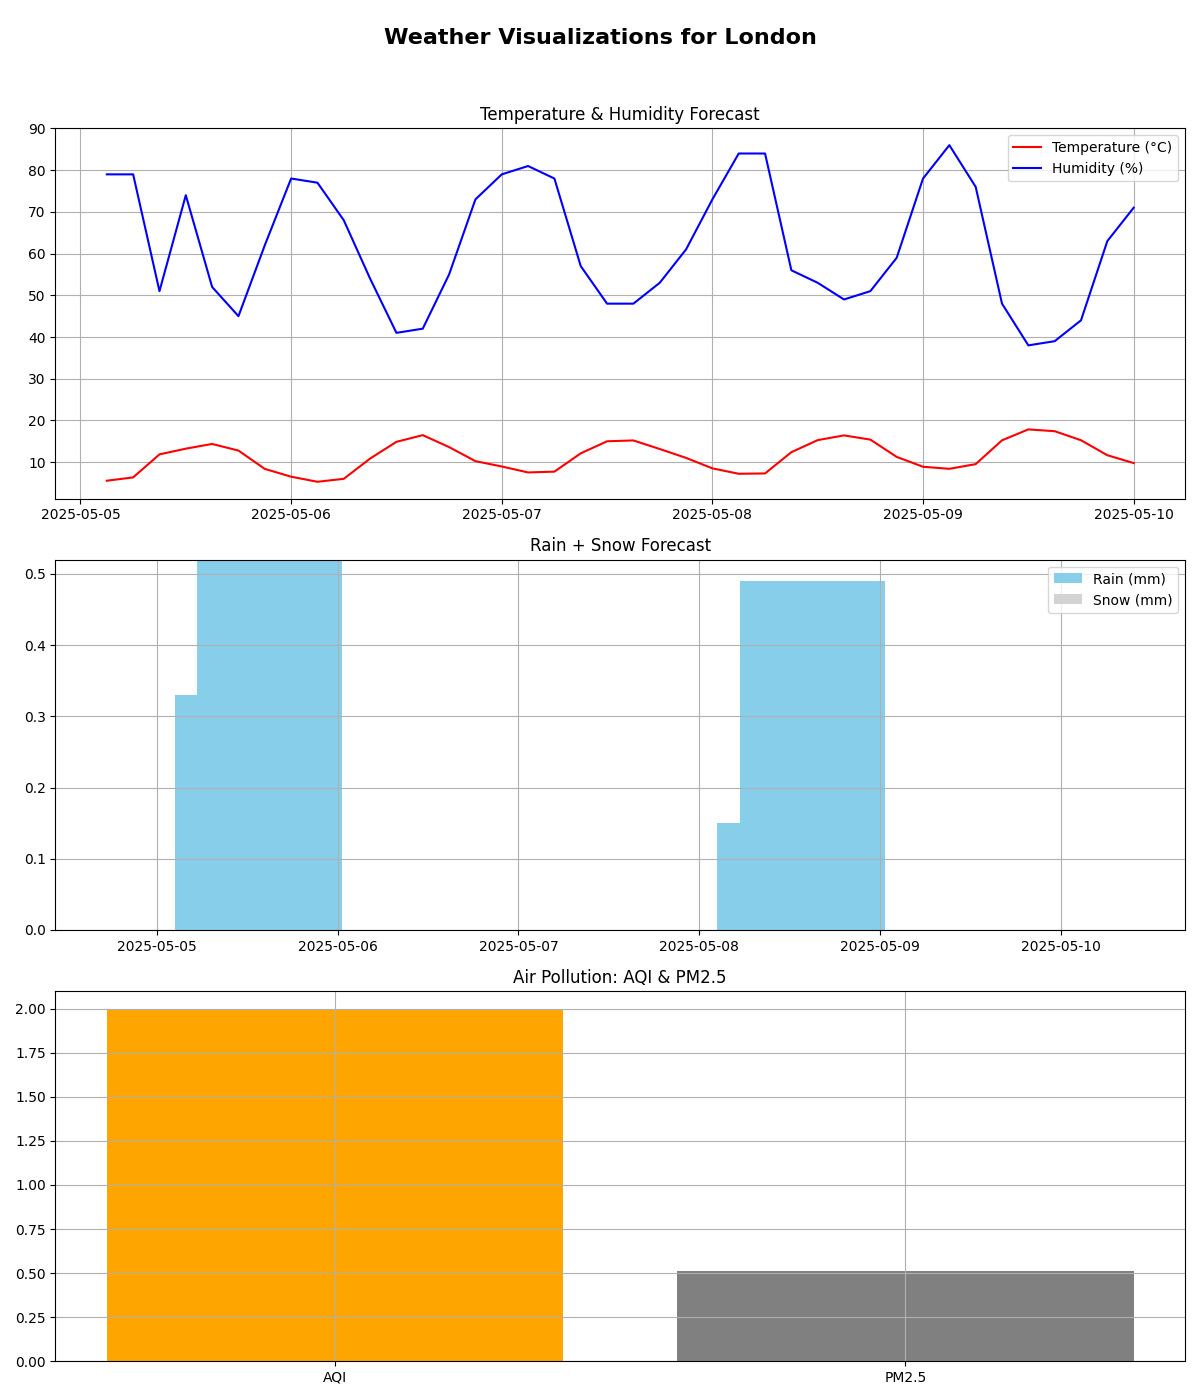 Weather Visualizations for London
Temperature & Humidity Forecast
90
80
70
60
50
40
30
20
10
Temperature (°C)
Humidity (%)
2025-05-05 2025-05-06 2025-05-07 2025-05-08 2025-05-09 2025-05-10
Rain + Snow Forecast
0.5
0.4
0.3
0.2
0.1
0.0
Rain (mm)
Snow (mm)
2025-05-05 2025-05-06 2025-05-07 2025-05-08 2025-05-09 2025-05-10
Air Pollution: AQI & PM2.5
2.00
1.75
1.50
1.25
1.00
0.75
0.50
0.25
0.00
AQI PM2.5